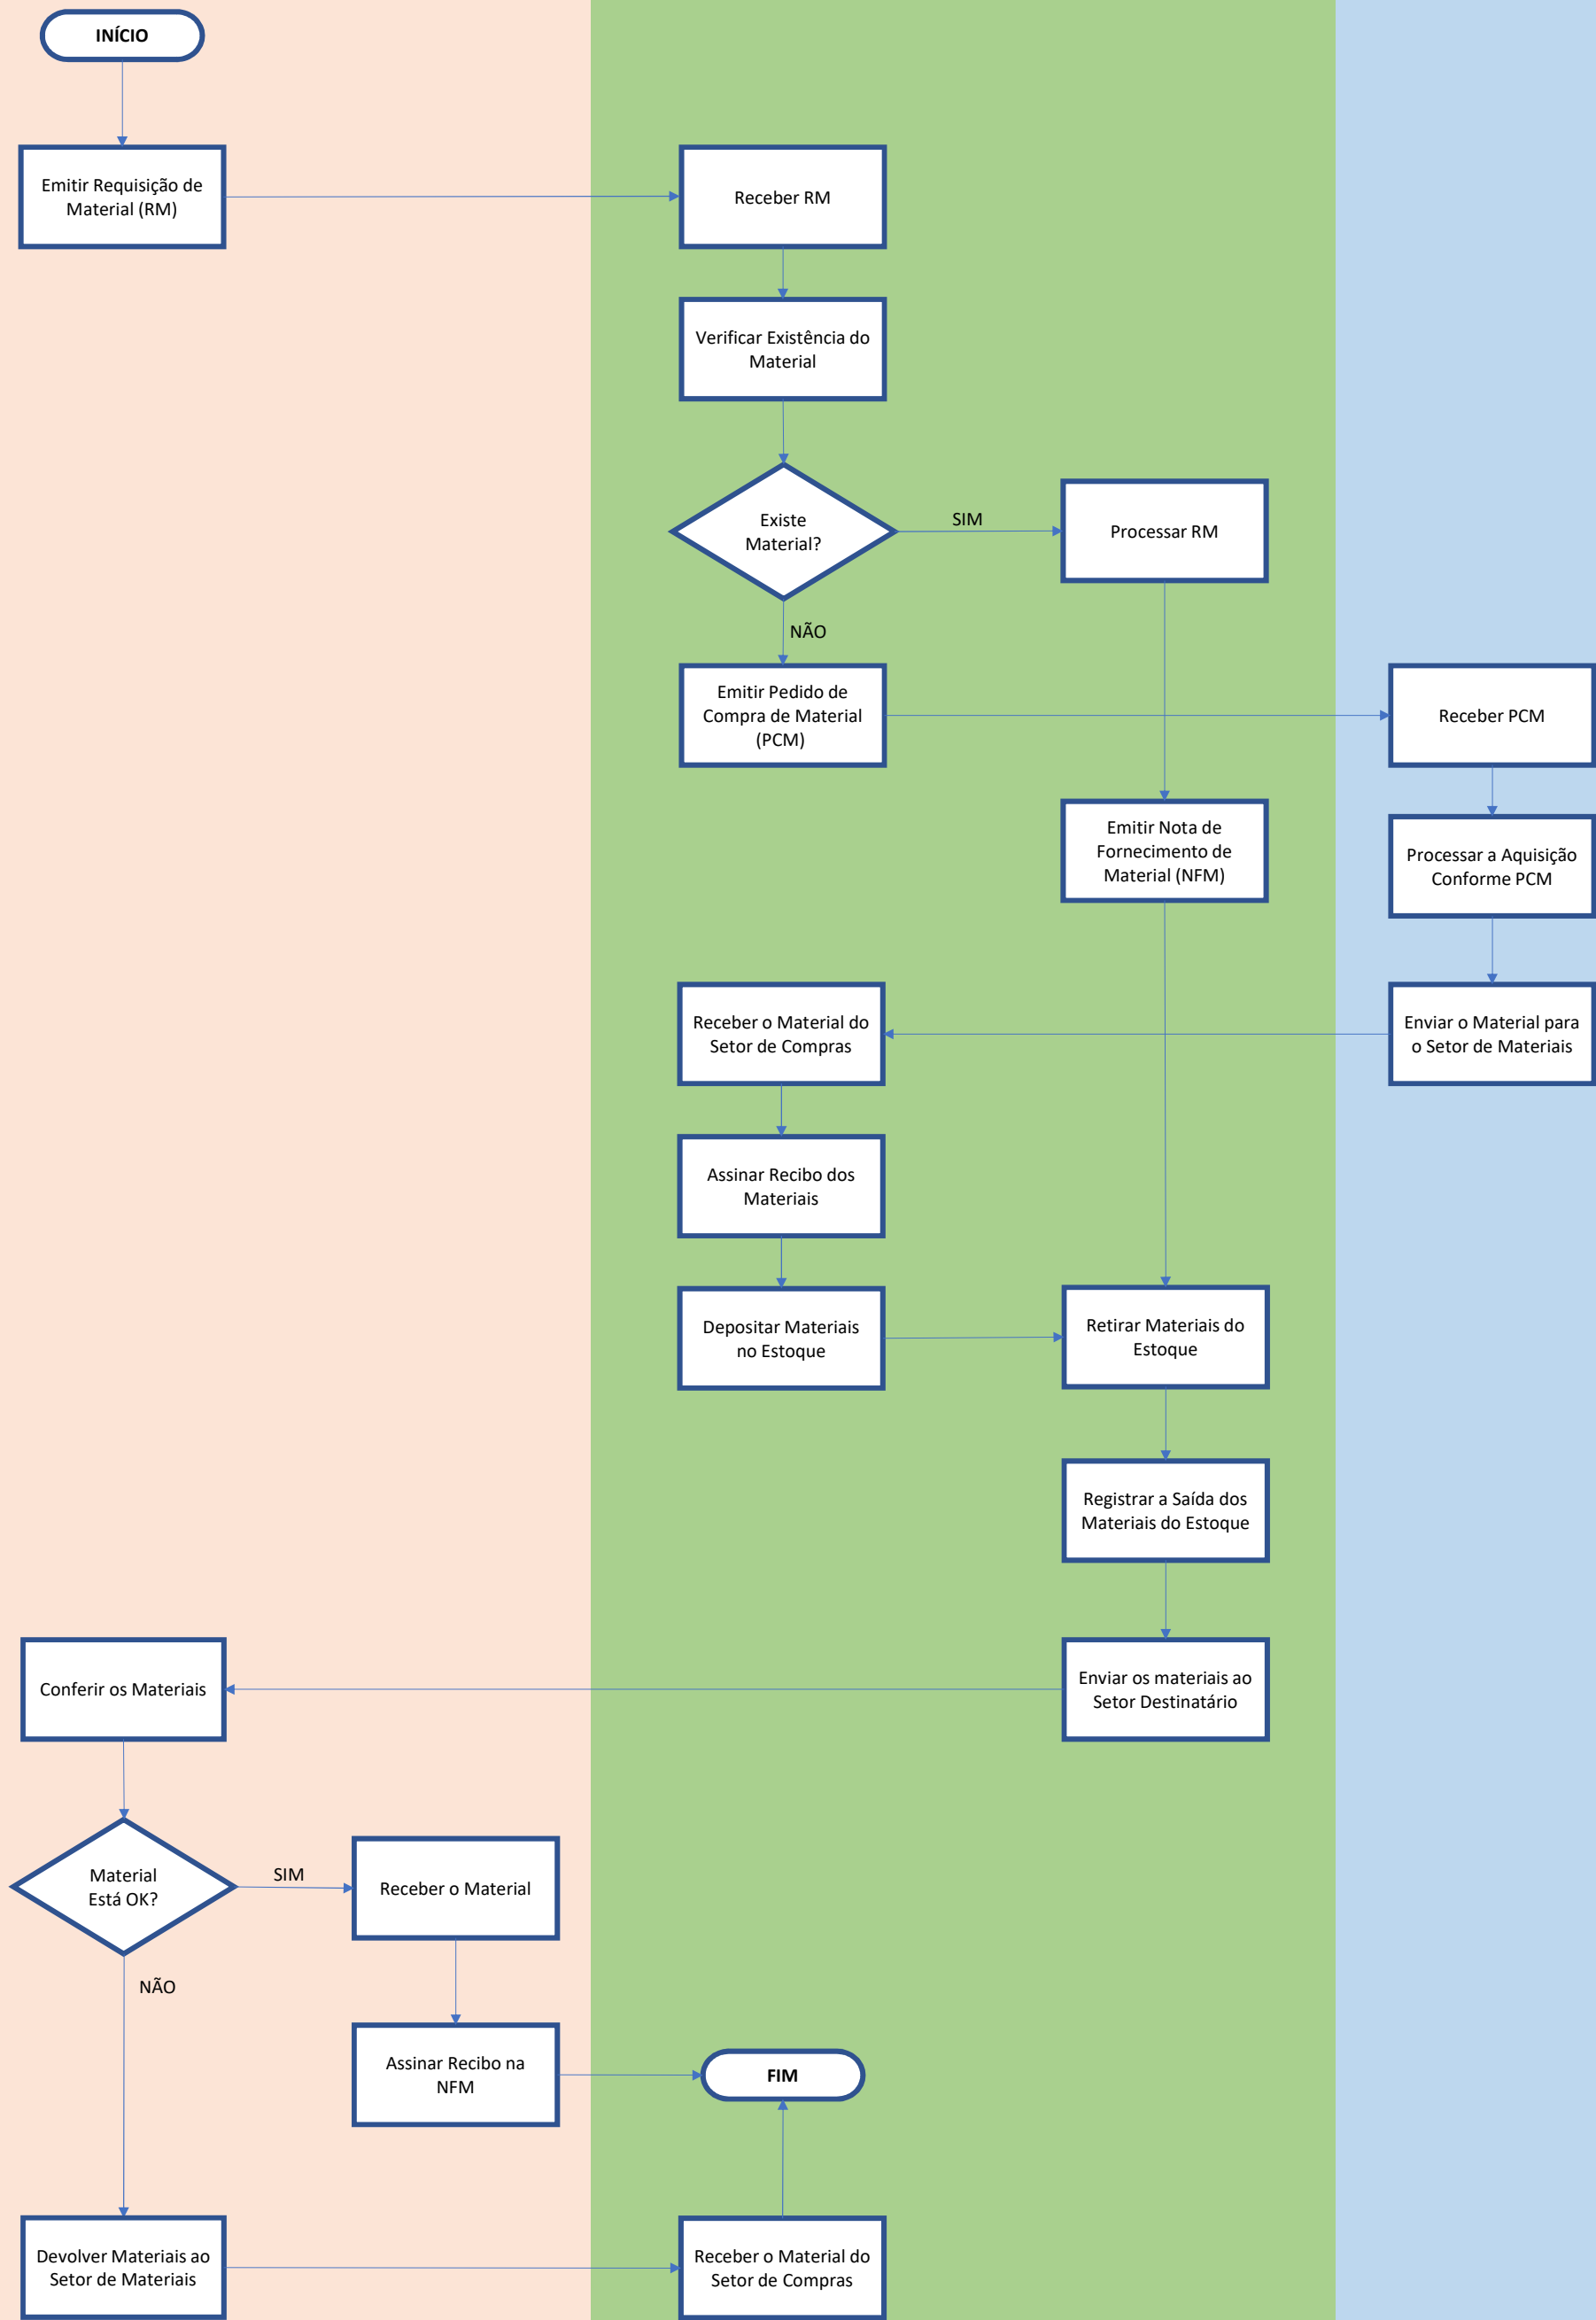 INÍCIO
Emitir Requisição de
Material (RM)
Receber RM
Verificar Existência do
Material
Existe
Material?
SIM
Processar RM
NÃO
Emitir Pedido de
Compra de Material
(PCM)
Receber PCM
Emitir Nota de
Fornecimento de
Material (NFM)
Processar a Aquisição
Conforme PCM
Receber o Material do
Setor de Compras
Enviar o Material para
o Setor de Materiais
Assinar Recibo dos
Materiais
Depositar Materiais
no Estoque
Retirar Materiais do
Estoque
Registrar a Saída dos
Materiais do Estoque
Conferir os Materiais
Enviar os materiais ao
Setor Destinatário
Material
Está OK?
SIM
Receber o Material
NÃO
Assinar Recibo na
NFM
FIM
Devolver Materiais ao
Setor de Materiais
Receber o Material do
Setor de Compras